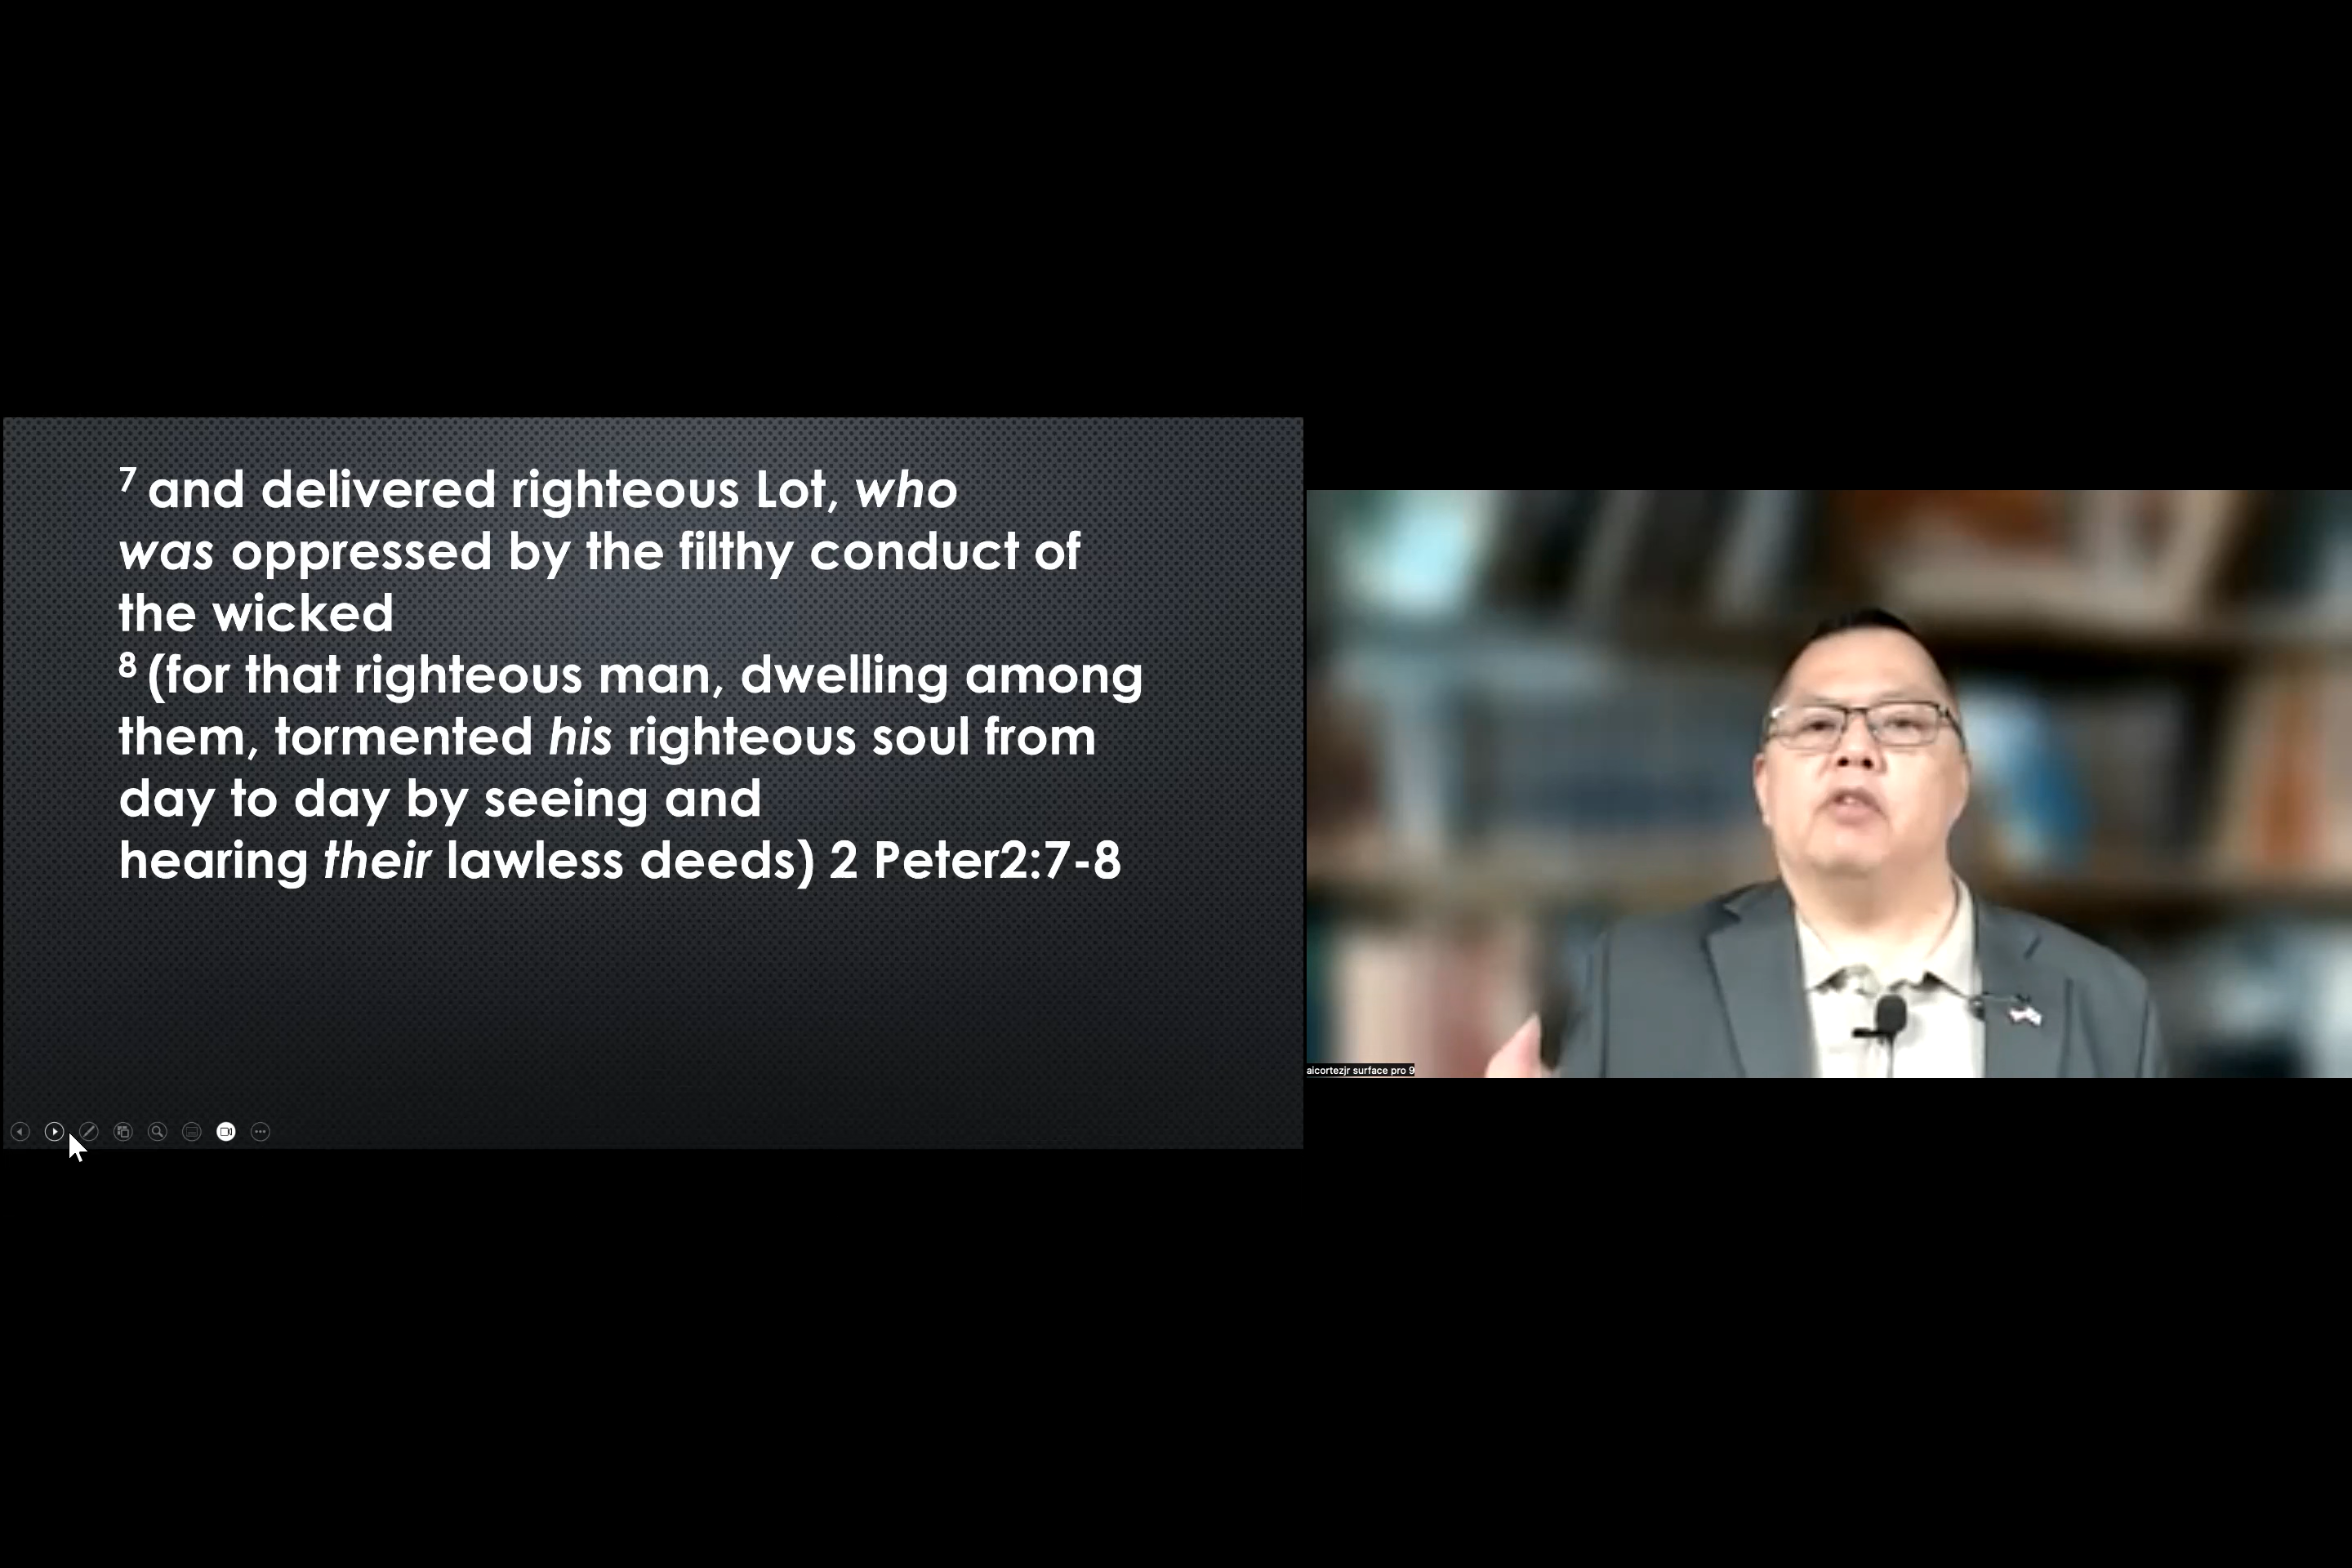 7 and delivered righteous Lot, who
was oppressed by the filthy conduct of
the wicked
8 (for that righteous man, dwelling among
them, tormented his righteous soul from
day to day by seeing and
hearing their lawless deeds) 2 Peter2:7-8
aicortezjr surface pro 9